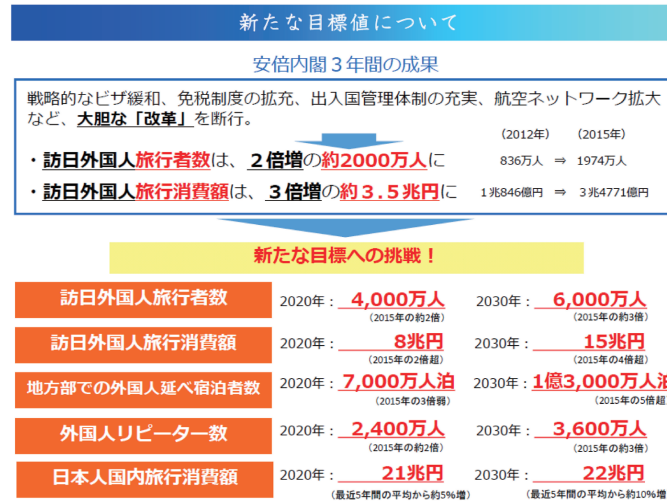 新たな目標値について
安倍内閣３年間の成果
戦略的なビザ緩和、免税制度の拡充、出入国管理体制の充実、航空ネットワーク拡大
など、大胆な「改革」を断行。
（2012年） （2015年）
・訪日外国人旅行者数は、２倍増の約2000万人に 836万人 ⇒ 1974万人
・訪日外国人旅行消費額は、３倍増の約３．５兆円に １兆846億円 ⇒ ３兆4771億円
新たな目標への挑戦！
訪日外国人旅行者数 2020年： 4,000万人 2030年： 6,000万人
（2015年の約2倍） （2015年の約3倍）
訪日外国人旅行消費額 2020年： 8兆円 2030年： 15兆円
（2015年の2倍超） （2015年の4倍超）
地方部での外国人延べ宿泊者数 2020年： 7,000万人泊 2030年： 1億3,000万人泊
（2015年の3倍弱） （2015年の5倍超）
外国人リピーター数 2020年： 2,400万人 2030年： 3,600万人
（2015年の約2倍） （2015年の約3倍）
日本人国内旅行消費額 2020年： 21兆円 2030年： 22兆円
（最近5年間の平均から約5％増） （最近5年間の平均から約10％増）